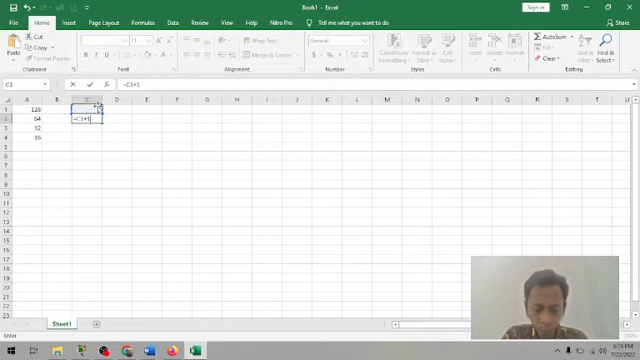 Book1 - Excel
Sign in
File Home Insert Page Layout Formulas Data Review View Help Nitro Pro Tell me what you want to do
Share
Paste
Cut
Copy
Format Painter
Clipboard
11
B I U
Font
Wrap Text
Merge & Center
Alignment
General
Number
Conditional Formatting
Format as Table
Cell Styles
Styles
Insert Delete Format
Cells
AutoSum
Fill
Clear
Sort & Filter
Find & Select
Editing
C1
=C1+1
A B C D E F G H I J K L M N O P Q R S T U
1 128
2 64 =C1+1
3 32
4 16
5
6
7
8
9
10
11
12
13
14
15
16
17
18
19
20
21
22
23
Sheet1
Enter